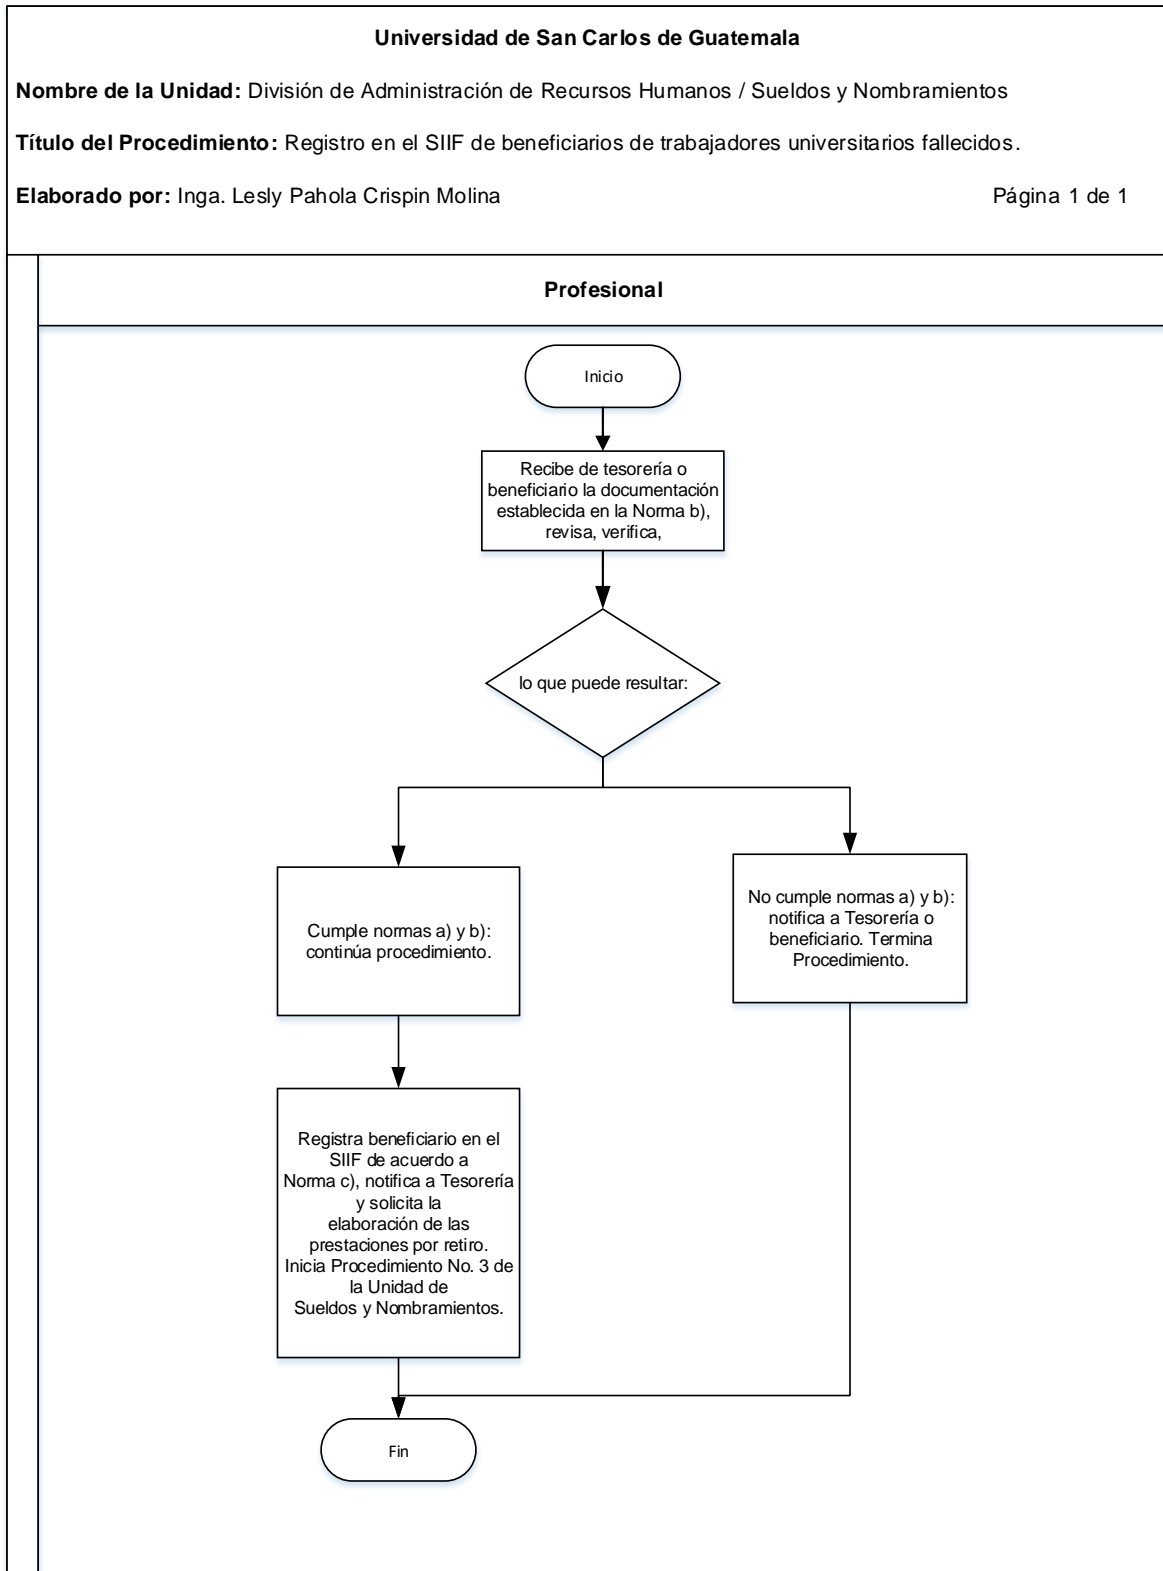 Universidad de San Carlos de Guatemala
Nombre de la Unidad: División de Administración de Recursos Humanos / Sueldos y Nombramientos
Título del Procedimiento: Registro en el SIIF de beneficiarios de trabajadores universitarios fallecidos.
Elaborado por: Inga. Lesly Pahola Crispin Molina Página 1 de 1
Profesional
Inicio
Recibe de tesorería o
beneficiario la documentación
establecida en la Norma b),
revisa, verifica,
lo que puede resultar:
Cumple normas a) y b):
continúa procedimiento.
No cumple normas a) y b):
notifica a Tesorería o
beneficiario. Termina
Procedimiento.
Registra beneficiario en el
SIIF de acuerdo a
Norma c), notifica a Tesorería
y solicita la
elaboración de las
prestaciones por retiro.
Inicia Procedimiento No. 3 de
la Unidad de
Sueldos y Nombramientos.
Fin